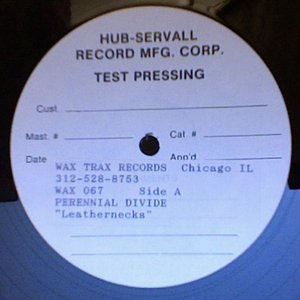 HUB-SERVALL
RECORD MFG. CORP.
TEST PRESSING
Cust.
Mast. # Cat. #
Date App'd
WAX TRAX RECORDS Chicago IL
312-528-8753
WAX 067 Side A
PERENNIAL DIVIDE
"Leathernecks"